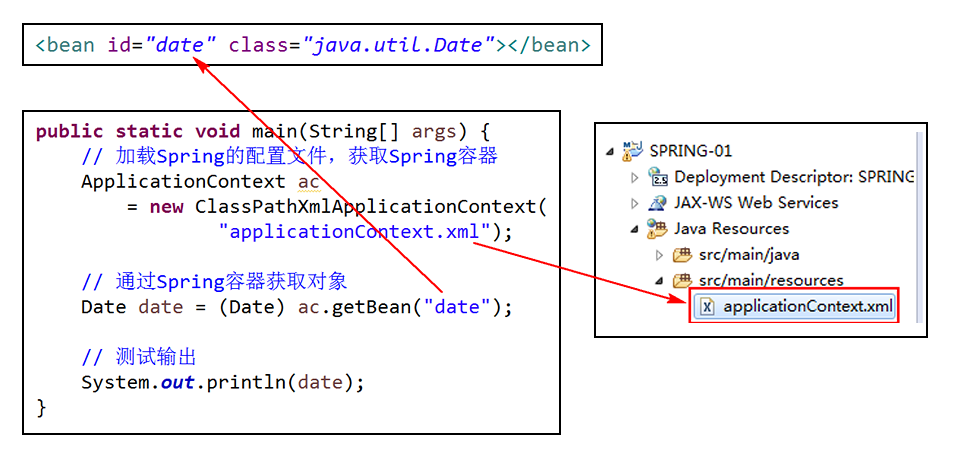 <bean id="date" class="java.util.Date"></bean>
public static void main(String[] args) {
// 加载Spring的配置文件，获取Spring容器
ApplicationContext ac
= new ClassPathXmlApplicationContext(
"applicationContext.xml");
// 通过Spring容器获取对象
Date date = (Date) ac.getBean("date");
// 测试输出
System.out.println(date);
}
SPRING-01
Deployment Descriptor: SPRING
JAX-WS Web Services
Java Resources
src/main/java
src/main/resources
applicationContext.xml